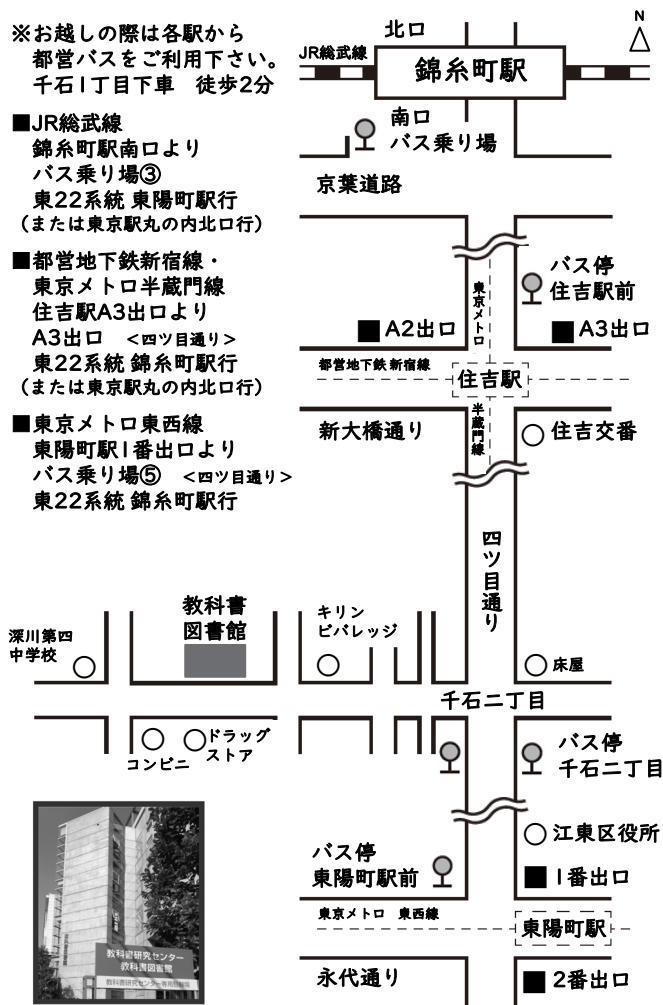 ※お越しの際は各駅から
都営バスをご利用下さい。
千石1丁目下車　徒歩2分
■JR総武線
錦糸町駅南口より
バス乗り場③
東22系統 東陽町駅行
（または東京駅丸の内北口行）
■都営地下鉄新宿線・
東京メトロ半蔵門線
住吉駅A3出口より
A3出口　<四ツ目通り>
東22系統 錦糸町駅行
（または東京駅丸の内北口行）
■東京メトロ東西線
東陽町駅1番出口より
バス乗り場⑤　<四ツ目通り>
東22系統 錦糸町駅行
N
北口
JR総武線
錦糸町駅
南口
バス乗り場
京葉道路
バス停
住吉駅前
東京メトロ
A2出口
A3出口
都営地下鉄 新宿線
住吉駅
半蔵門線
新大橋通り
住吉交番
四ツ目通り
教科書
図書館
キリン
ビバレッジ
深川第四
中学校
床屋
千石二丁目
ドラッグ
ストア
コンビニ
バス停
千石二丁目
江東区役所
バス停
東陽町駅前
1番出口
東京メトロ　東西線
東陽町駅
永代通り
2番出口
教科書研究センター
教科書図書館
教科書研究センター専用駐輪場